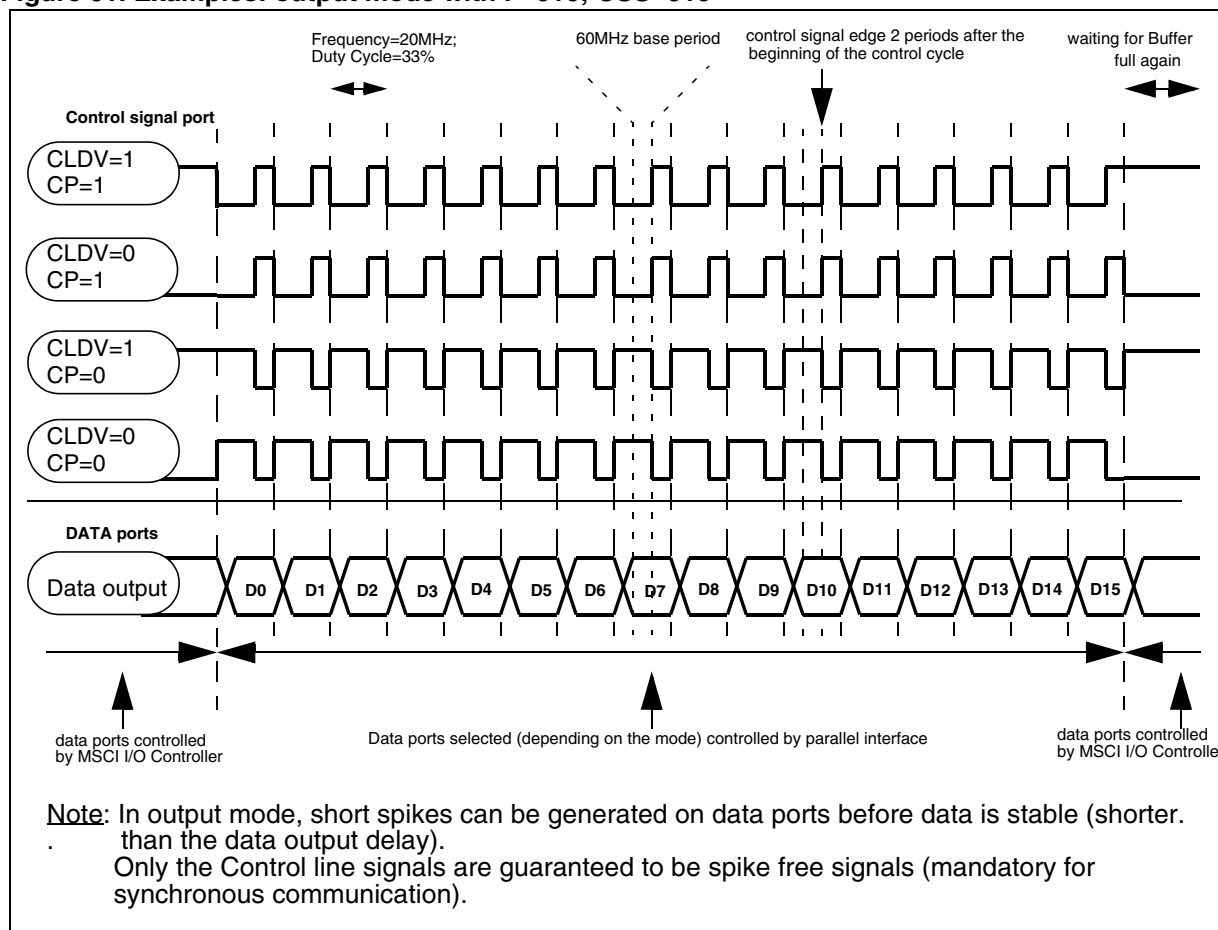 Frequency=20MHz;
Duty Cycle=33%
60MHz base period
control signal edge 2 periods after the
beginning of the control cycle
waiting for Buffer
full again
Control signal port
CLDV=1
CP=1
CLDV=0
CP=1
CLDV=1
CP=0
CLDV=0
CP=0
DATA ports
Data output
D0 D1 D2 D3 D4 D5 D6 D7 D8 D9 D10 D11 D12 D13 D14 D15
data ports controlled
by MSCI I/O Controller
Data ports selected (depending on the mode) controlled by parallel interface
data ports controlled
by MSCI I/O Controlle
Note: In output mode, short spikes can be generated on data ports before data is stable (shorter.
. than the data output delay).
Only the Control line signals are guaranteed to be spike free signals (mandatory for
synchronous communication).